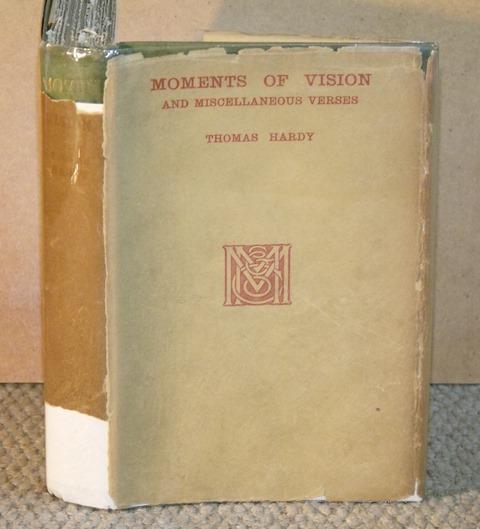 MOMENTS OF VISION
AND MISCELLANEOUS VERSES
THOMAS HARDY